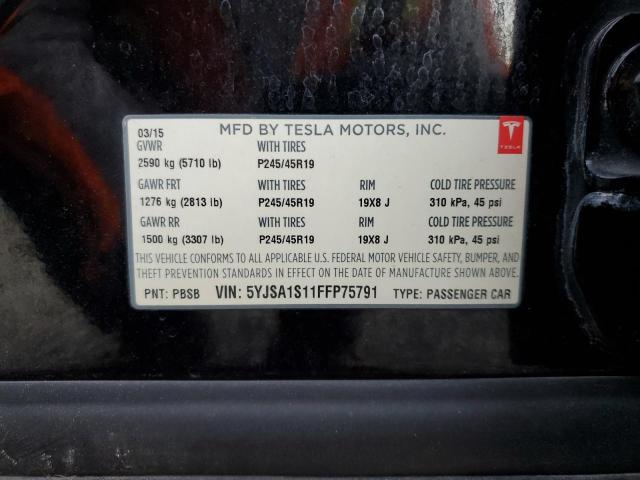 03/15 MFD BY TESLA MOTORS, INC.
TESLA
GVWR WITH TIRES
2590 kg (5710 lb) P245/45R19
GAWR FRT WITH TIRES RIM COLD TIRE PRESSURE
1276 kg (2813 lb) P245/45R19 19X8 J 310 kPa, 45 psi
GAWR RR WITH TIRES RIM COLD TIRE PRESSURE
1500 kg (3307 lb) P245/45R19 19X8 J 310 kPa, 45 psi
THIS VEHICLE CONFORMS TO ALL APPLICABLE U.S. FEDERAL MOTOR VEHICLE SAFETY, BUMPER, AND
THEFT PREVENTION STANDARDS IN EFFECT ON THE DATE OF MANUFACTURE SHOWN ABOVE.
PNT: PBSB VIN: 5YJSA1S11FFP75791 TYPE: PASSENGER CAR